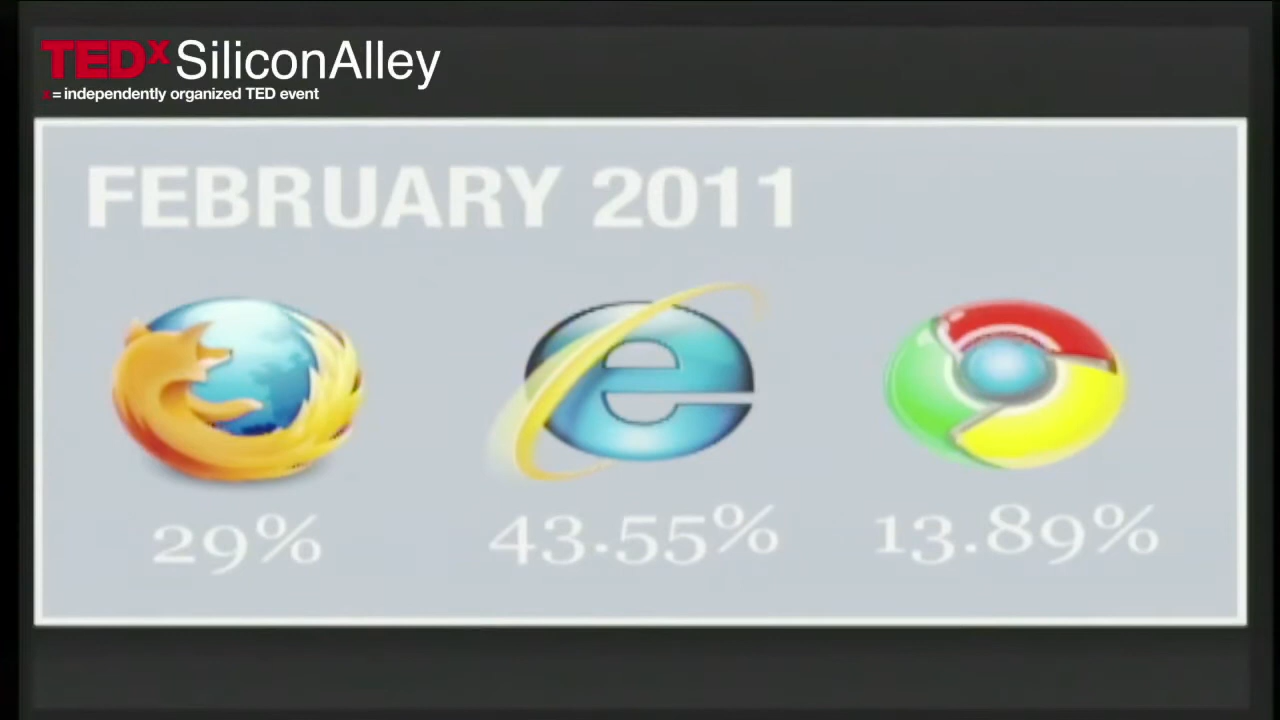 TEDxSiliconAlley
x=independently organized TED event
FEBRUARY 2011
29% 43.55% 13.89%